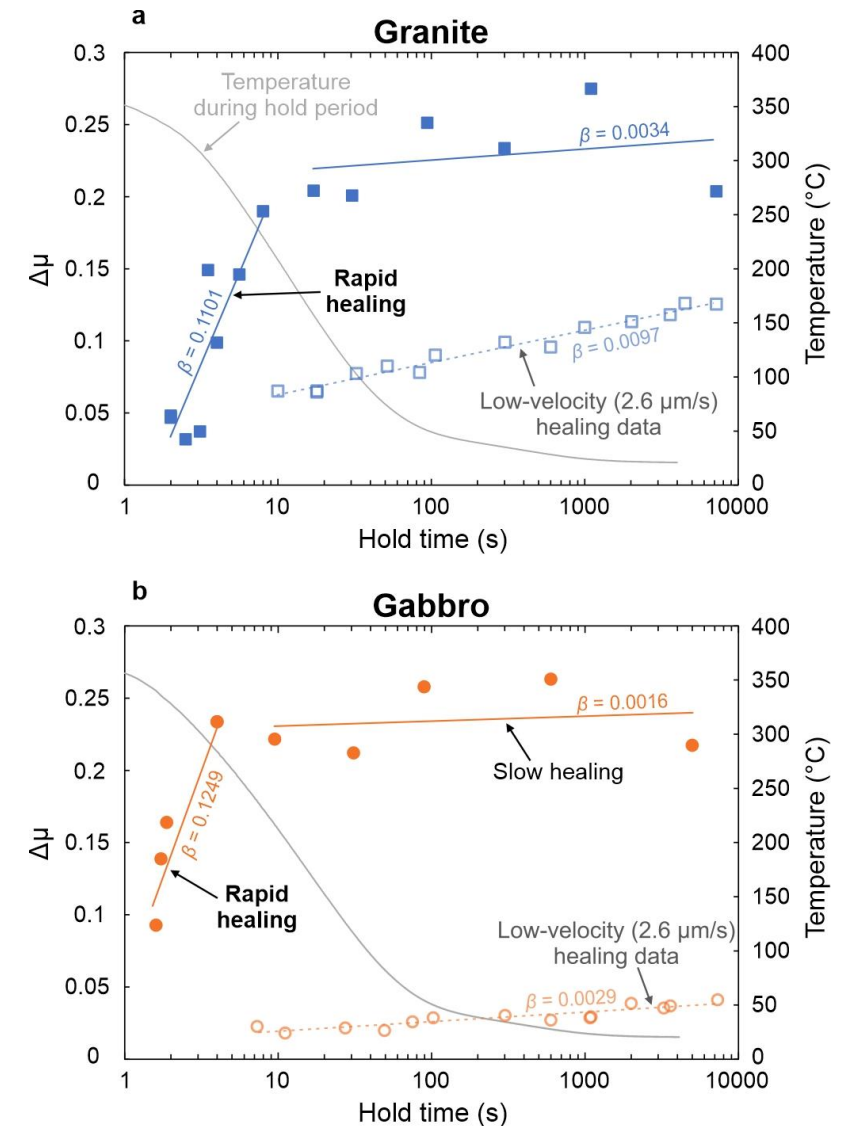 a
Granite
0.3
0.25
0.2
0.15
0.1
0.05
0
Δμ
400
350
300
250
200
150
100
50
0
Temperature (°C)
Temperature
during hold period
β = 0.0034
Rapid
healing
β = 0.1101
β = 0.0097
Low-velocity (2.6 μm/s)
healing data
1
10
100
1000
10000
Hold time (s)
b
Gabbro
0.3
0.25
0.2
0.15
0.1
0.05
0
Δμ
400
350
300
250
200
150
100
50
0
Temperature (°C)
β = 0.0016
Slow healing
β = 0.1249
Rapid
healing
Low-velocity (2.6 μm/s)
healing data
β = 0.0029
1
10
100
1000
10000
Hold time (s)